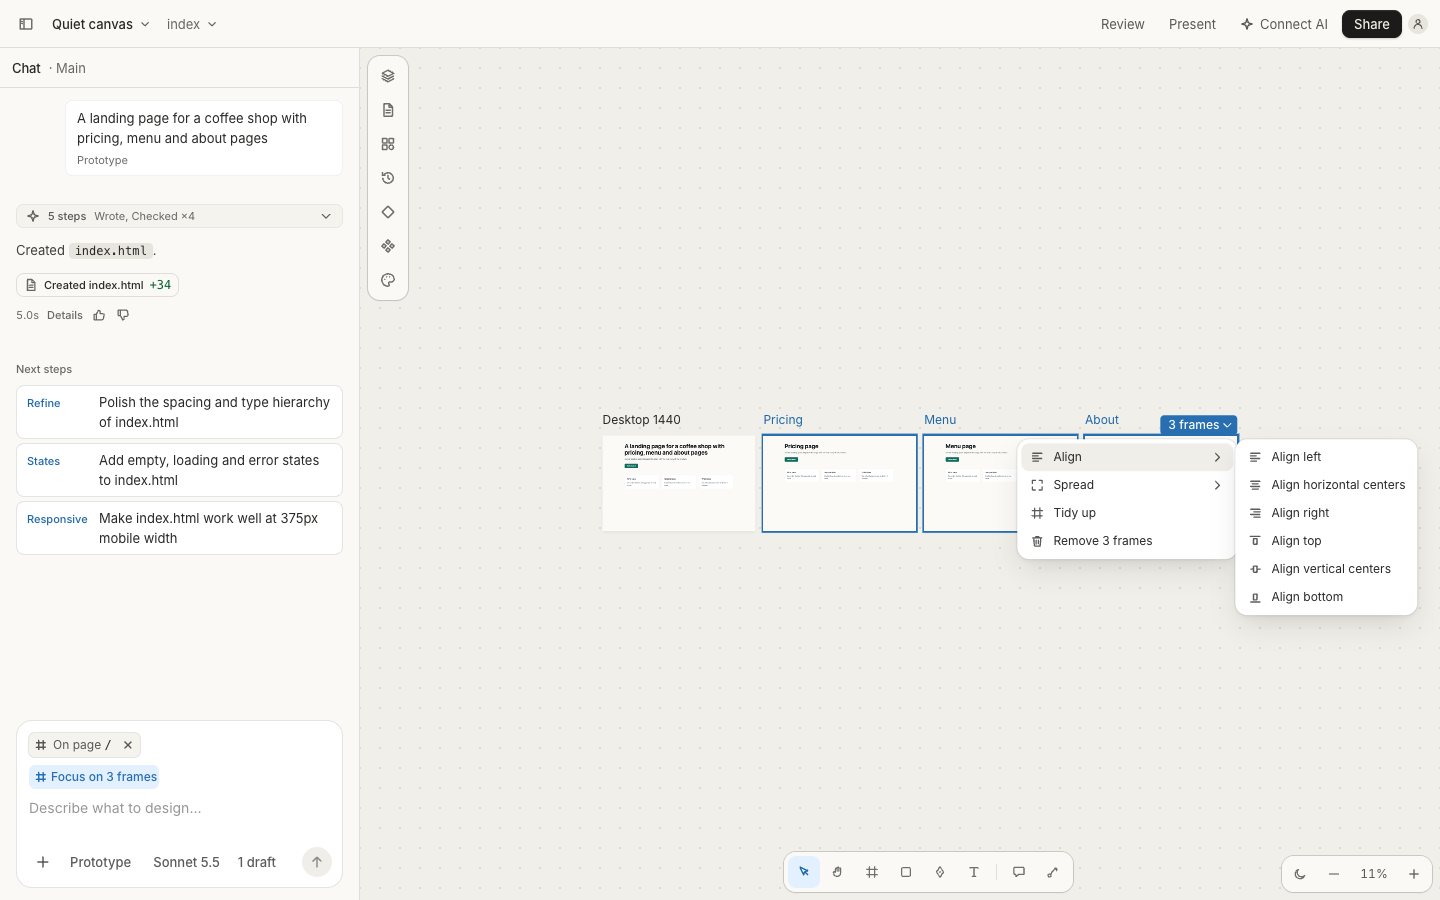 Quiet canvas
index
Review
Present
Connect AI
Share
Chat · Main
A landing page for a coffee shop with
pricing, menu and about pages
Prototype
5 steps Wrote, Checked ×4
Created index.html.
Created index.html +34
5.0s Details
Next steps
Refine Polish the spacing and type hierarchy
of index.html
States Add empty, loading and error states
to index.html
Responsive Make index.html work well at 375px
mobile width
On page /
Focus on 3 frames
Describe what to design...
Prototype Sonnet 5.5 1 draft
Desktop 1440
Pricing
Menu
About
3 frames
A landing page for a coffee shop with
pricing, menu and about pages
Pricing page
Menu page
Align
Spread
Tidy up
Remove 3 frames
Align left
Align horizontal centers
Align right
Align top
Align vertical centers
Align bottom
11%